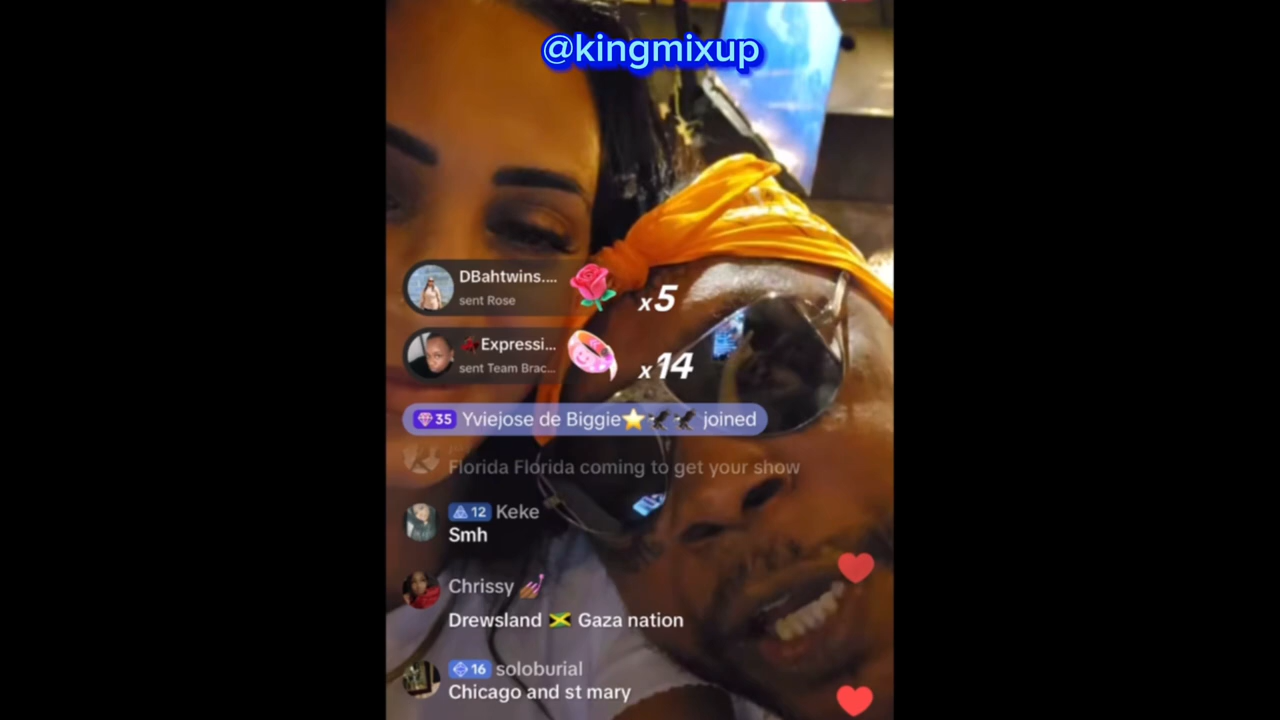 @kingmixup
DBahtwins....
sent Rose
x5
Expressi...
sent Team Brac...
x14
35 Yviejose de Biggie⭐ joined
Florida Florida coming to get your show
12 Keke
Smh
Chrissy 💅
Drewsland 🇯🇲 Gaza nation
16 soloburial
Chicago and st mary